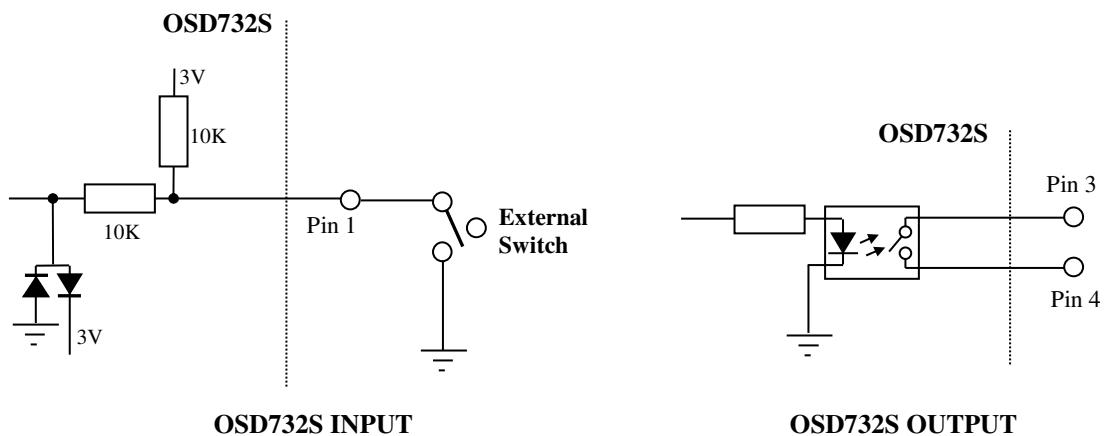 OSD732S
3V
10K
10K
Pin 1
External
Switch
3V
OSD732S INPUT
OSD732S
Pin 3
Pin 4
OSD732S OUTPUT